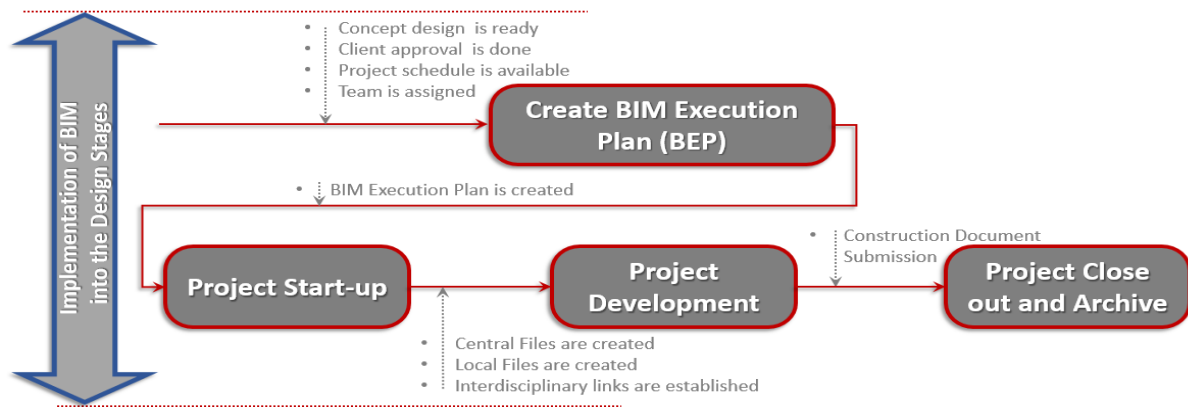 Implementation of BIM
into the Design Stages
• Concept design is ready
• Client approval is done
• Project schedule is available
• Team is assigned
Create BIM Execution
Plan (BEP)
• BIM Execution Plan is created
Project Start-up
• Central Files are created
• Local Files are created
• Interdisciplinary links are established
Project
Development
• Construction Document
Submission
Project Close
out and Archive